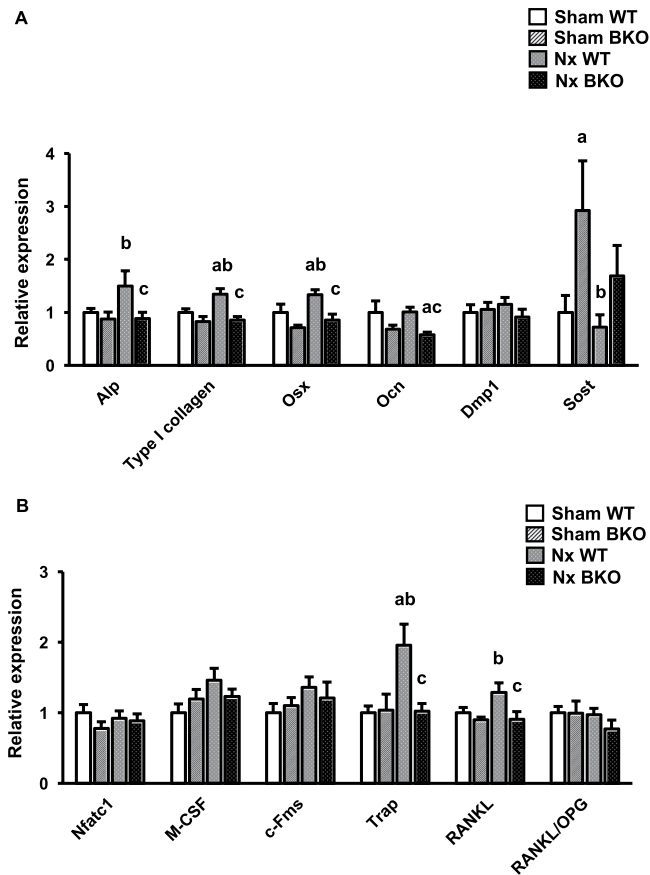 A
Sham WT
Sham BKO
Nx WT
Nx BKO
Relative expression
4
3
2
1
0
b
c
ab
c
ab
c
ac
a
b
Alp
Type I collagen
Osx
Ocn
Dmp1
Sost
B
Sham WT
Sham BKO
Nx WT
Nx BKO
Relative expression
3
2
1
0
ab
c
b
c
Nfatc1
M-CSF
c-Fms
Trap
RANKL
RANKL/OPG